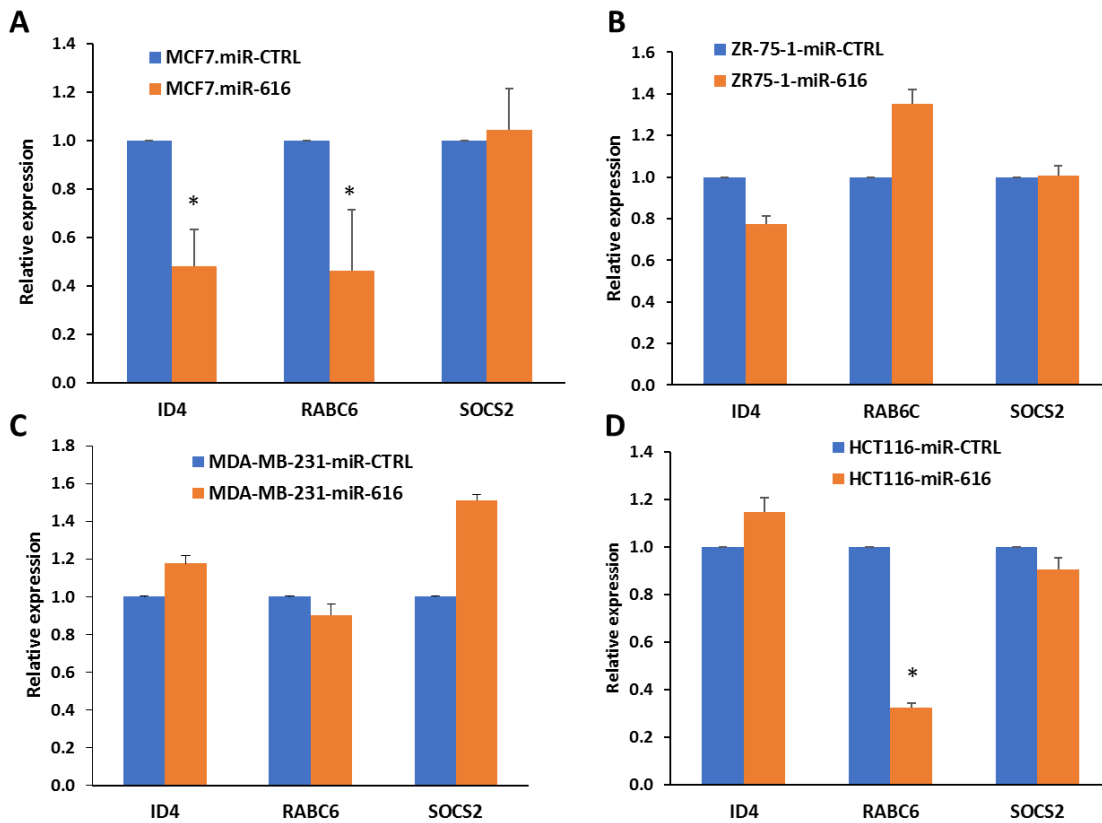 A
1.4
1.2
1.0
0.8
0.6
0.4
0.2
0.0
Relative expression
MCF7.miR-CTRL
MCF7.miR-616
*
*
ID4 RABC6 SOCS2
B
1.6
1.4
1.2
1.0
0.8
0.6
0.4
0.2
0.0
Relative expression
ZR-75-1-miR-CTRL
ZR75-1-miR-616
ID4 RAB6C SOCS2
C
1.8
1.6
1.4
1.2
1.0
0.8
0.6
0.4
0.2
0.0
Relative expression
MDA-MB-231-miR-CTRL
MDA-MB-231-miR-616
ID4 RABC6 SOCS2
D
1.4
1.2
1.0
0.8
0.6
0.4
0.2
0.0
Relative expression
HCT116-miR-CTRL
HCT116-miR-616
*
ID4 RABC6 SOCS2